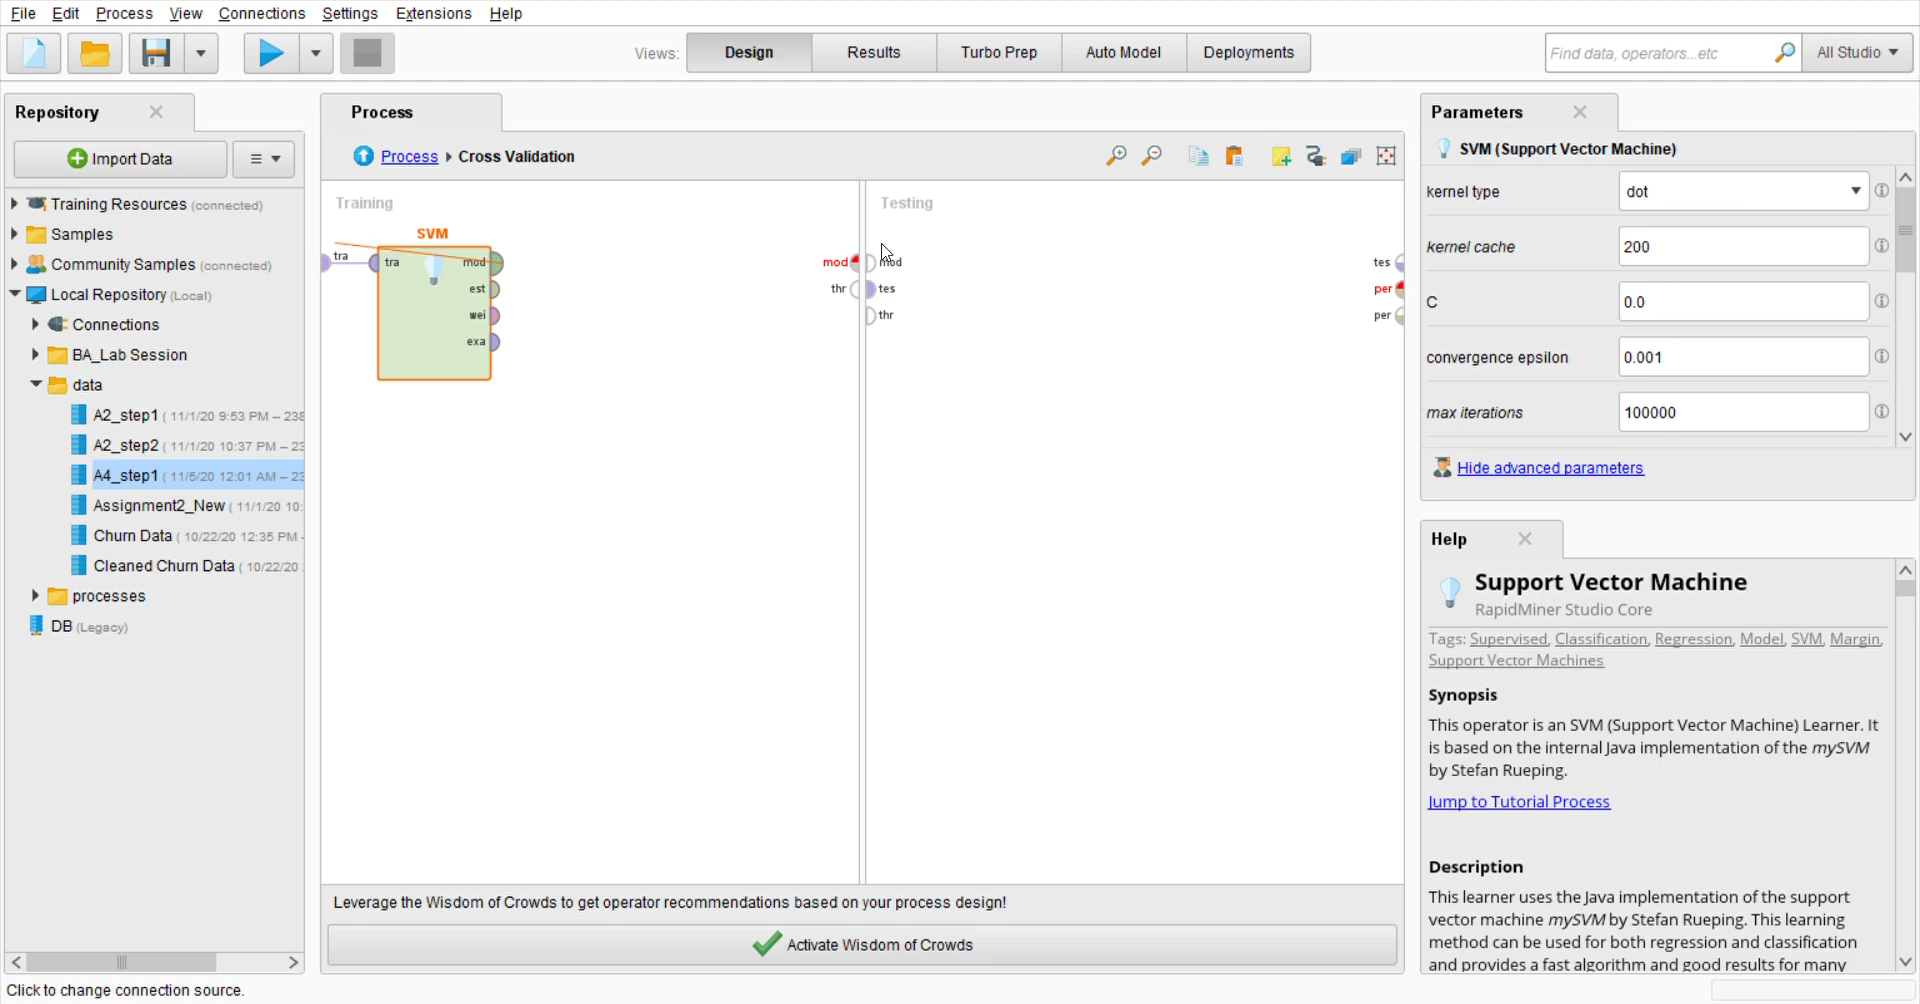 File Edit Process View Connections Settings Extensions Help
Views: Design Results Turbo Prep Auto Model Deployments
Find data, operators...etc All Studio
Repository
Import Data
Training Resources (connected)
Samples
Community Samples (connected)
Local Repository (Local)
Connections
BA_Lab Session
data
A2_step1 ( 11/1/20 9:53 PM – 238
A2_step2 ( 11/1/20 10:37 PM – 23
A4_step1 ( 11/5/20 12:01 AM – 23
Assignment2_New ( 11/1/20 10:
Churn Data ( 10/22/20 12:35 PM -
Cleaned Churn Data ( 10/22/20
processes
DB (Legacy)
Process
Process Cross Validation
Training
SVM
tra
tra mod
est
wei
exa
mod
thr
Testing
mod
tes
thr
tes
per
per
Leverage the Wisdom of Crowds to get operator recommendations based on your process design!
Activate Wisdom of Crowds
Parameters
SVM (Support Vector Machine)
kernel type dot
kernel cache 200
C 0.0
convergence epsilon 0.001
max iterations 100000
Hide advanced parameters
Help
Support Vector Machine
RapidMiner Studio Core
Tags: Supervised, Classification, Regression, Model, SVM, Margin,
Support Vector Machines
Synopsis
This operator is an SVM (Support Vector Machine) Learner. It
is based on the internal Java implementation of the mySVM
by Stefan Rueping.
Jump to Tutorial Process
Description
This learner uses the Java implementation of the support
vector machine mySVM by Stefan Rueping. This learning
method can be used for both regression and classification
and provides a fast algorithm and good results for many
Click to change connection source.